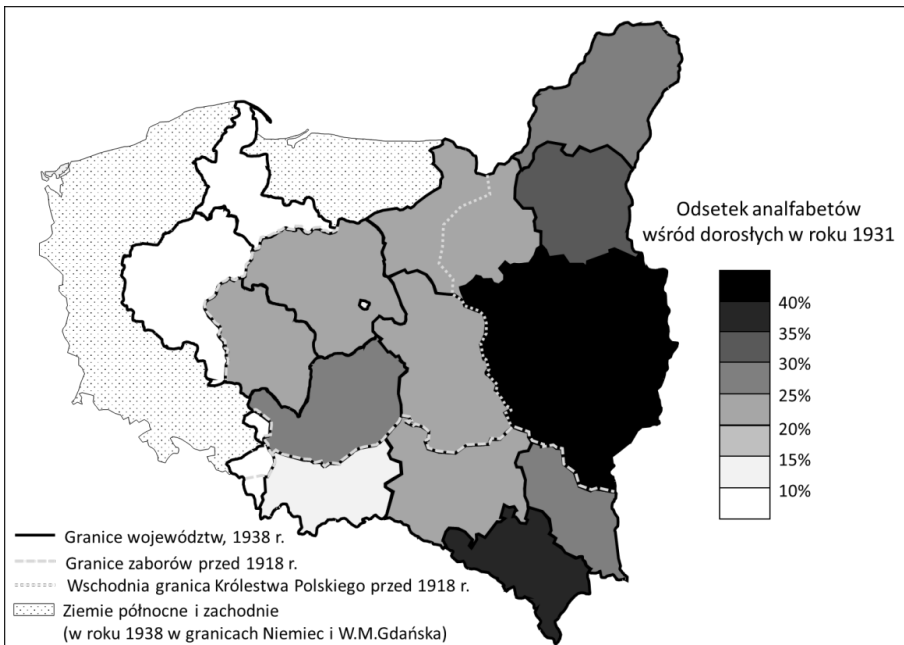 Odsetek analfabetów
wśród dorosłych w roku 1931
40%
35%
30%
25%
20%
15%
10%
Granice województw, 1938 r.
Granice zaborów przed 1918 r.
Wschodnia granica Królestwa Polskiego przed 1918 r.
Ziemie północne i zachodnie
(w roku 1938 w granicach Niemiec i W.M.Gdańska)